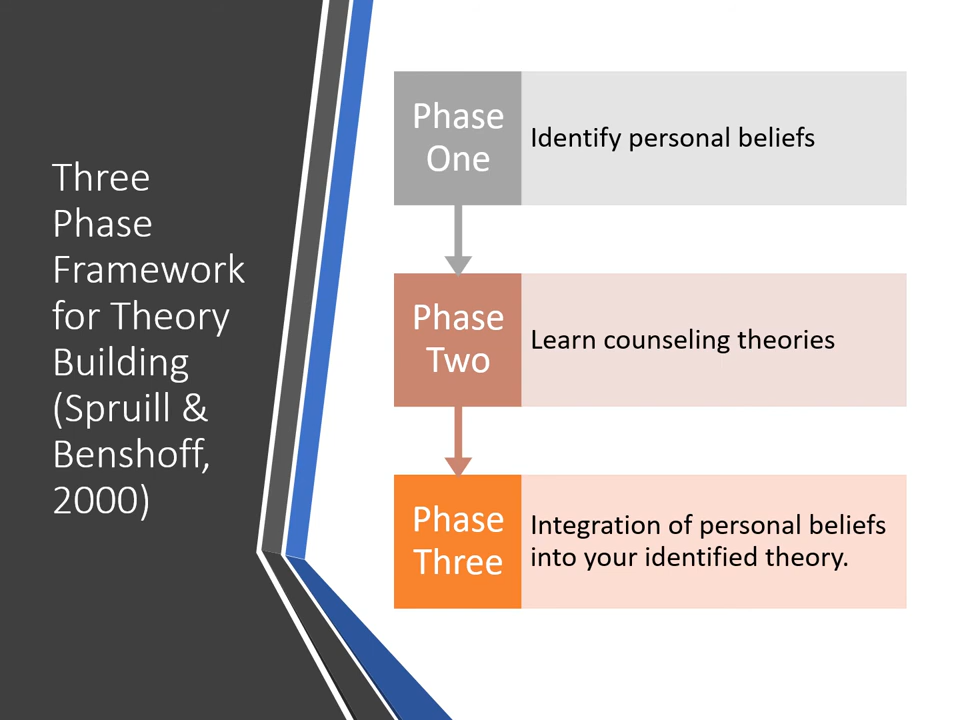 Three
Phase
Framework
for Theory
Building
(Spruill &
Benshoff,
2000)
Phase
One
Identify personal beliefs
Phase
Two
Learn counseling theories
Phase
Three
Integration of personal beliefs
into your identified theory.